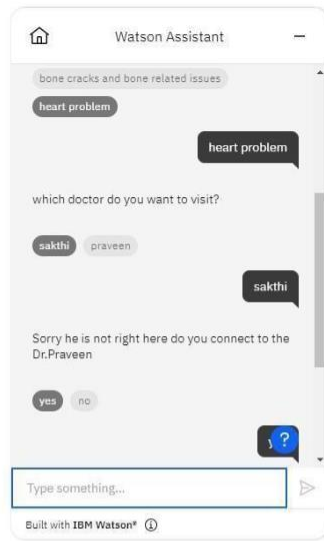 Watson Assistant
bone cracks and bone related issues
heart problem
heart problem
which doctor do you want to visit?
sakthi praveen
sakthi
Sorry he is not right here do you connect to the
Dr.Praveen
yes no
?
Type something...
Built with IBM Watson®